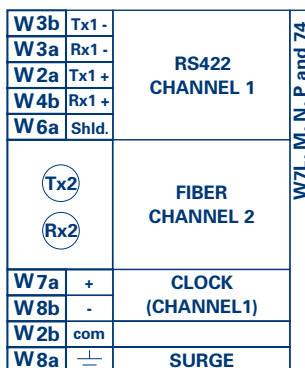 W3b Tx1 -
W3a Rx1 -
W2a Tx1 +
W4b Rx1 +
W6a Shld.
RS422
CHANNEL 1
Tx2
Rx2
FIBER
CHANNEL 2
W7a +
W8b -
CLOCK
(CHANNEL1)
W2b com
W8a
SURGE
W7L, M, N, P and 74